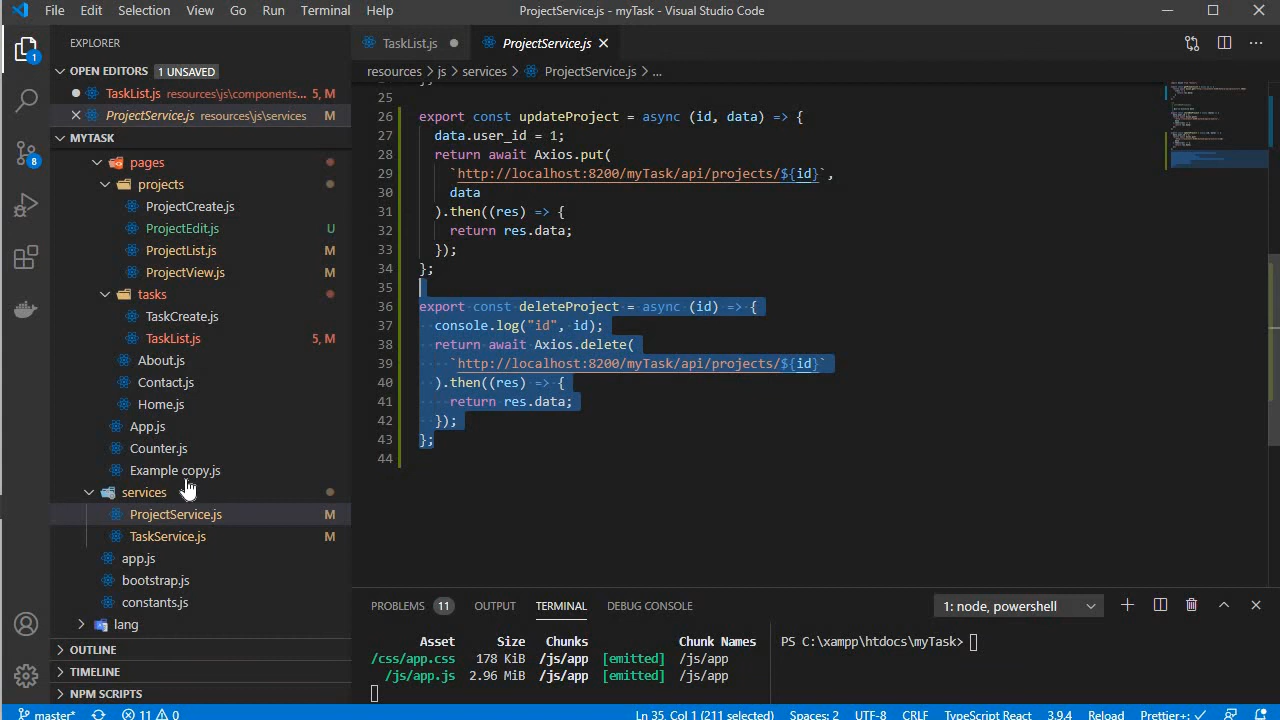 File Edit Selection View Go Run Terminal Help ProjectService.js - myTask - Visual Studio Code
EXPLORER
TaskList.js
ProjectService.js
OPEN EDITORS 1 UNSAVED
resources js services ProjectService.js ...
TaskList.js resources\js\components... 5, M
ProjectService.js resources\js\services M
MYTASK
pages
projects
ProjectCreate.js
ProjectEdit.js U
ProjectList.js M
ProjectView.js M
tasks
TaskCreate.js
TaskList.js 5, M
About.js
Contact.js
Home.js
App.js
Counter.js
Example copy.js
services
ProjectService.js M
TaskService.js M
app.js
bootstrap.js
constants.js
lang
OUTLINE
TIMELINE
NPM SCRIPTS
1
8
25
26 export const updateProject = async (id, data) => {
27 data.user_id = 1;
28 return await Axios.put(
29 `http://localhost:8200/myTask/api/projects/${id}`,
30 data
31 ).then((res) => {
32 return res.data;
33 });
34 };
35
36 export const deleteProject = async (id) => {
37 console.log("id", id);
38 return await Axios.delete(
39 `http://localhost:8200/myTask/api/projects/${id}`
40 ).then((res) => {
41 return res.data;
42 });
43 };
44
PROBLEMS 11 OUTPUT TERMINAL DEBUG CONSOLE 1: node, powershell
Asset Size Chunks Chunk Names
/css/app.css 178 KiB /js/app [emitted] /js/app
/js/app.js 2.96 MiB /js/app [emitted] /js/app
PS C:\xampp\htdocs\myTask>
master* 11 0 Ln 35, Col 1 (211 selected) Spaces: 2 UTF-8 CRLF TypeScript React 3.9.4 Reload Prettier+: